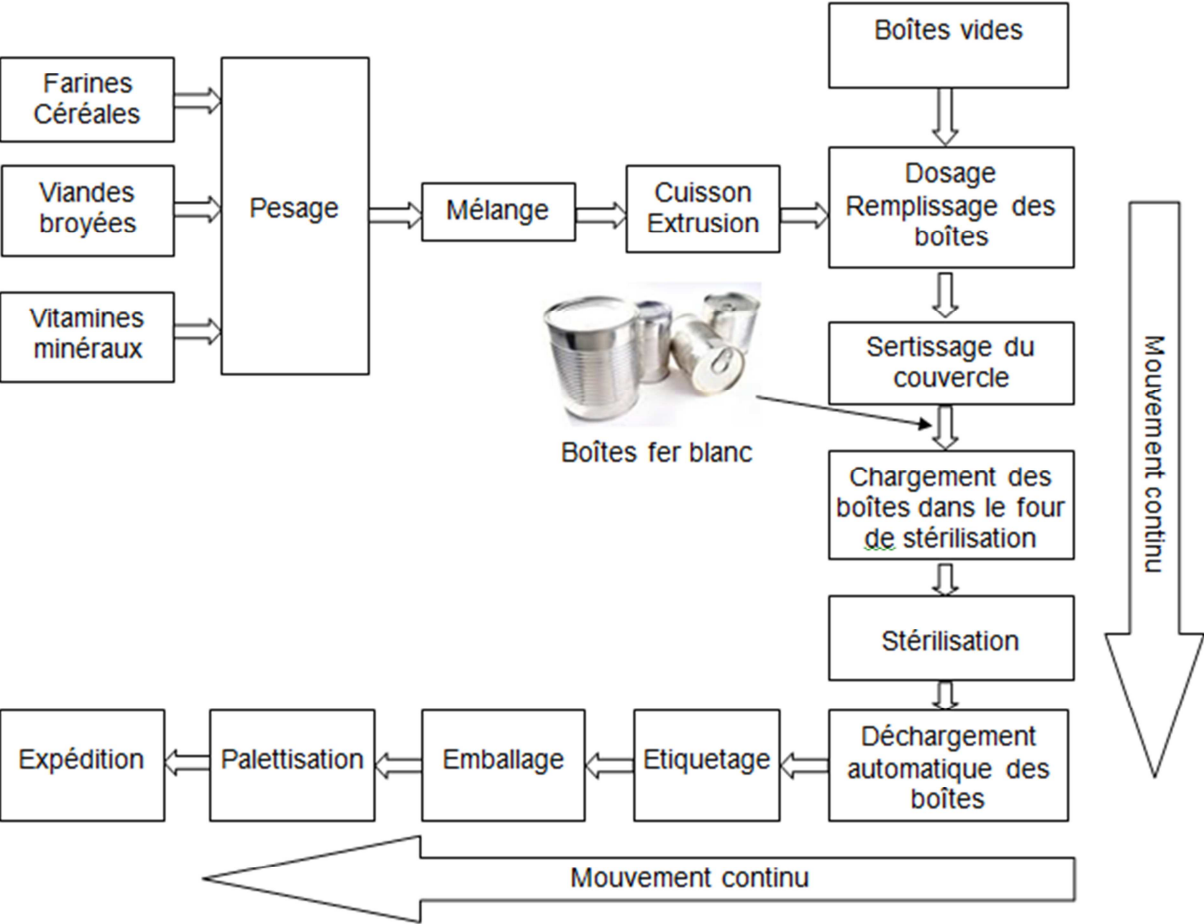 Boîtes vides
Farines
Céréales
Viandes
broyées
Vitamines
minéraux
Pesage
Mélange
Cuisson
Extrusion
Dosage
Remplissage des
boîtes
Sertissage du
couvercle
Boîtes fer blanc
Chargement des
boîtes dans le four
de stérilisation
Stérilisation
Mouvement continu
Déchargement
automatique des
boîtes
Etiquetage
Emballage
Palettisation
Expédition
Mouvement continu